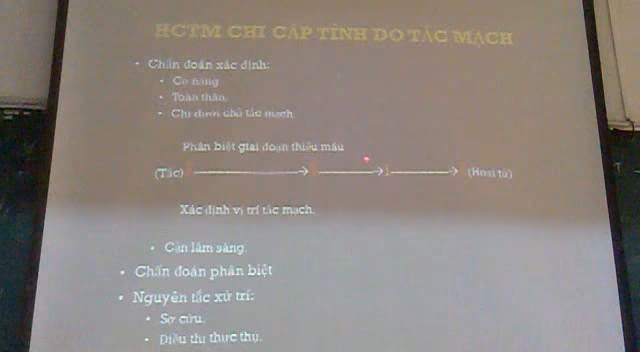 HCTM CHI CẤP TÍNH DO TẮC MẠCH
• Chẩn đoán xác định:
• Cơ năng
• Toàn thân.
• Chi dưới chỗ tắc mạch
Phân biệt giai đoạn thiếu máu
(Tắc) (Hoại tử)
Xác định vị trí tắc mạch.
• Cận lâm sàng.
• Chẩn đoán phân biệt
• Nguyên tắc xử trí:
• Sơ cứu.
• Điều thị thực thụ.